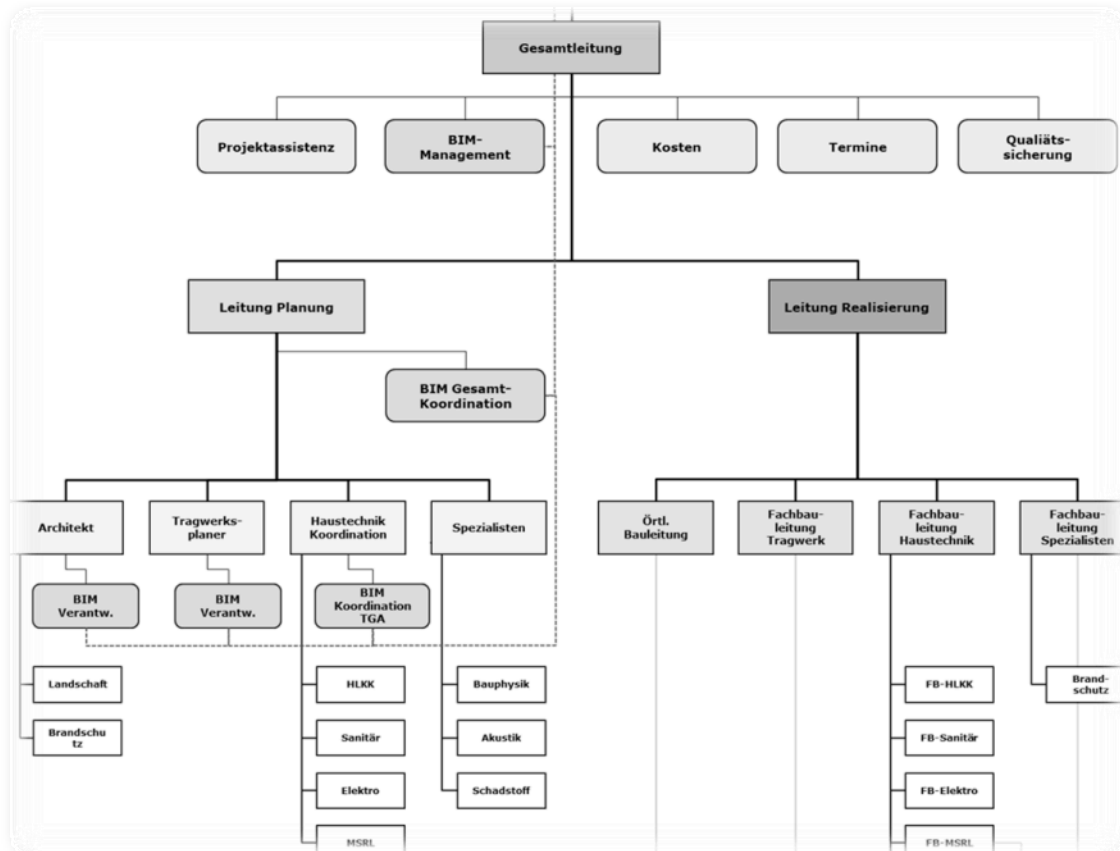 Gesamtleitung
Projektassistenz
BIM-
Management
Kosten
Termine
Qualiäts-
sicherung
Leitung Planung
Leitung Realisierung
BIM Gesamt-
Koordination
Architekt
Tragwerks-
planer
Haustechnik
Koordination
Spezialisten
Örtl.
Bauleitung
Fachbau-
leitung
Tragwerk
Fachbau-
leitung
Haustechnik
Fachbau-
leitung
Spezialisten
BIM
Verantw.
BIM
Verantw.
BIM
Koordination
TGA
Landschaft
HLKK
Bauphysik
FB-HLKK
Brand-
schutz
Brandschu
tz
Sanitär
Akustik
FB-Sanitär
Elektro
Schadstoff
FB-Elektro
MSRL
FB-MSRL